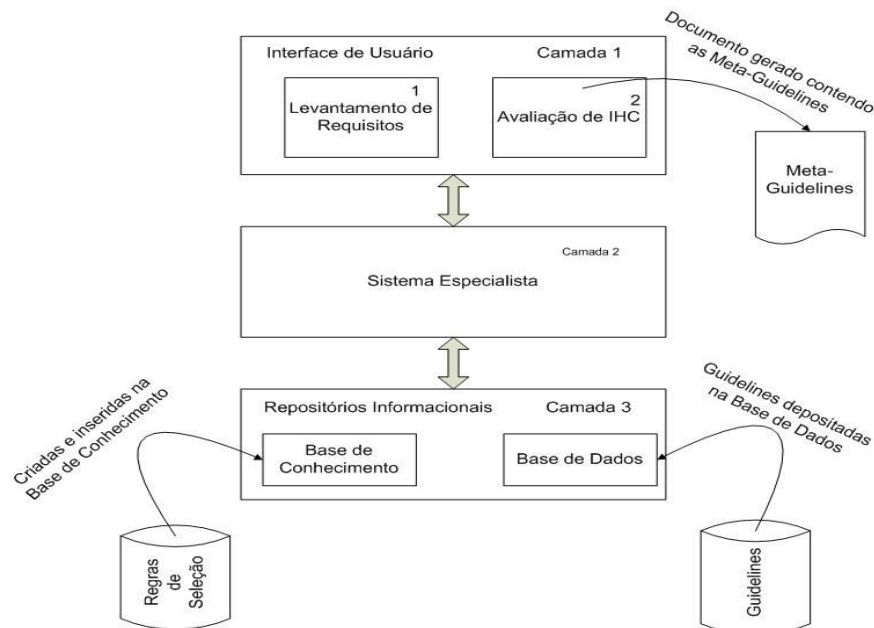 Interface de Usuário
Camada 1
1
Levantamento de
Requisitos
2
Avaliação de IHC
Documento gerado contendo
as Meta-Guidelines
Meta-
Guidelines
Camada 2
Sistema Especialista
Repositórios Informacionais
Camada 3
Base de
Conhecimento
Base de Dados
Criadas e inseridas na
Base de Conhecimento
Guidelines depositadas
na Base de Dados
Regras
de
Seleção
Guidelines